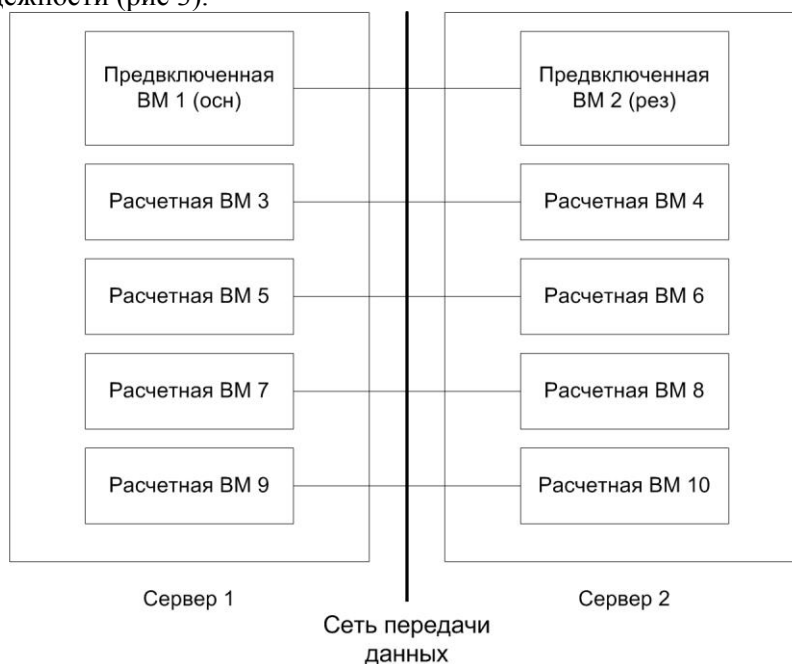 (рис 3).
Предвключенная
ВМ 1 (осн)
Предвключенная
ВМ 2 (рез)
Расчетная ВМ 3
Расчетная ВМ 4
Расчетная ВМ 5
Расчетная ВМ 6
Расчетная ВМ 7
Расчетная ВМ 8
Расчетная ВМ 9
Расчетная ВМ 10
Сервер 1
Сервер 2
Сеть передачи
данных